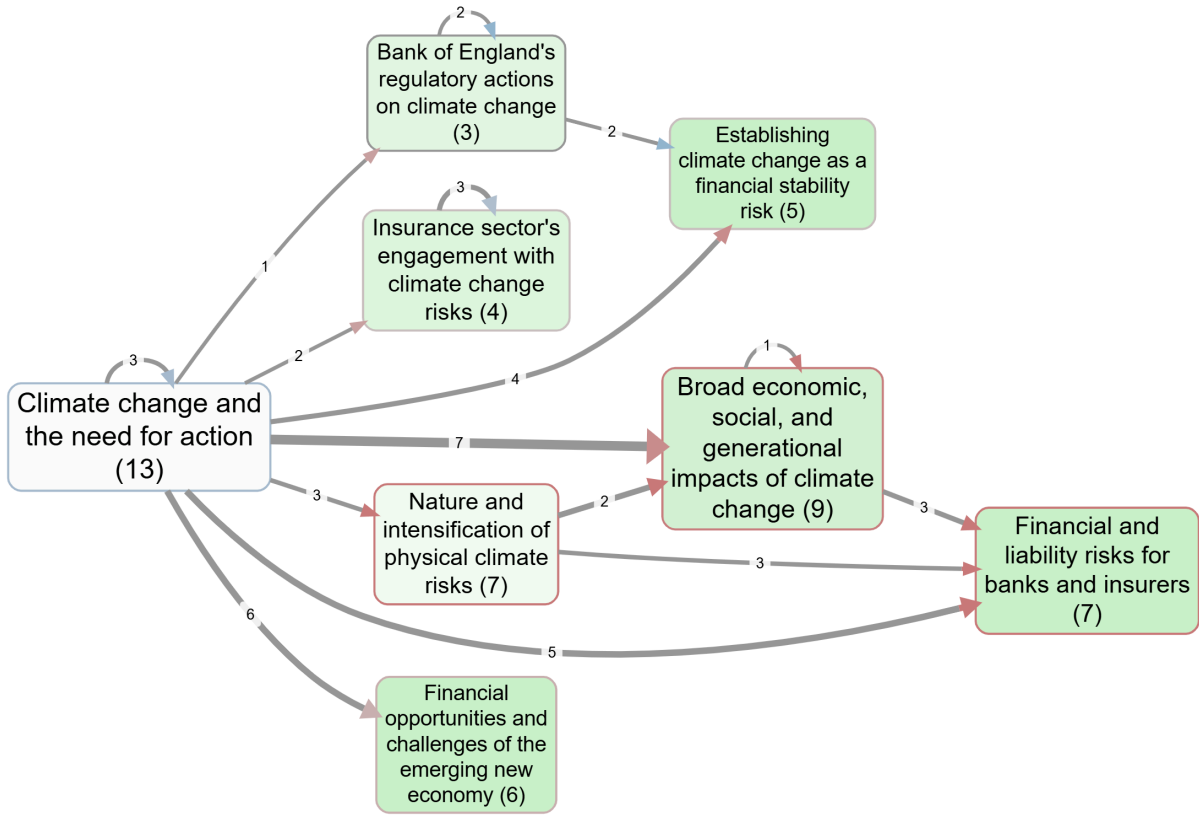 2
Bank of England's
regulatory actions
on climate change
(3)
2
Establishing
climate change as a
financial stability
risk (5)
3
Insurance sector's
engagement with
climate change
risks (4)
1
2
3
4
Climate change and
the need for action
(13)
7
1
Broad economic,
social, and
generational
impacts of climate
change (9)
3
Nature and
intensification of
physical climate
risks (7)
2
3
3
Financial and
liability risks for
banks and insurers
(7)
6
5
Financial
opportunities and
challenges of the
emerging new
economy (6)